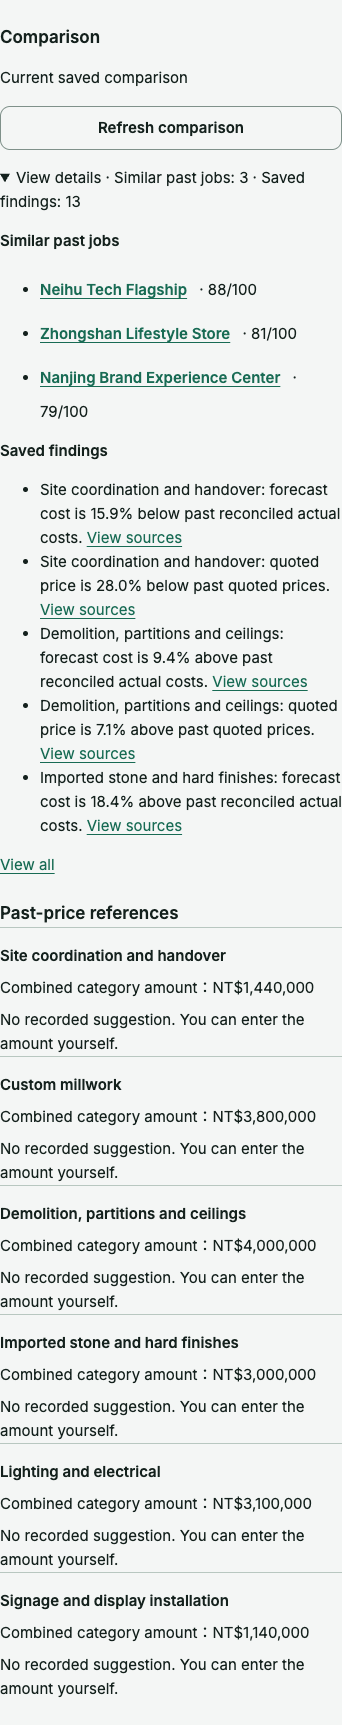 Comparison
Current saved comparison
Refresh comparison
▼ View details · Similar past jobs: 3 · Saved
findings: 13
Similar past jobs
• Neihu Tech Flagship · 88/100
• Zhongshan Lifestyle Store · 81/100
• Nanjing Brand Experience Center ·
79/100
Saved findings
• Site coordination and handover: forecast
cost is 15.9% below past reconciled actual
costs. View sources
• Site coordination and handover: quoted
price is 28.0% below past quoted prices.
View sources
• Demolition, partitions and ceilings:
forecast cost is 9.4% above past
reconciled actual costs. View sources
• Demolition, partitions and ceilings: quoted
price is 7.1% above past quoted prices.
View sources
• Imported stone and hard finishes: forecast
cost is 18.4% above past reconciled actual
costs. View sources
View all
Past-price references
Site coordination and handover
Combined category amount：NT$1,440,000
No recorded suggestion. You can enter the
amount yourself.
Custom millwork
Combined category amount：NT$3,800,000
No recorded suggestion. You can enter the
amount yourself.
Demolition, partitions and ceilings
Combined category amount：NT$4,000,000
No recorded suggestion. You can enter the
amount yourself.
Imported stone and hard finishes
Combined category amount：NT$3,000,000
No recorded suggestion. You can enter the
amount yourself.
Lighting and electrical
Combined category amount：NT$3,100,000
No recorded suggestion. You can enter the
amount yourself.
Signage and display installation
Combined category amount：NT$1,140,000
No recorded suggestion. You can enter the
amount yourself.